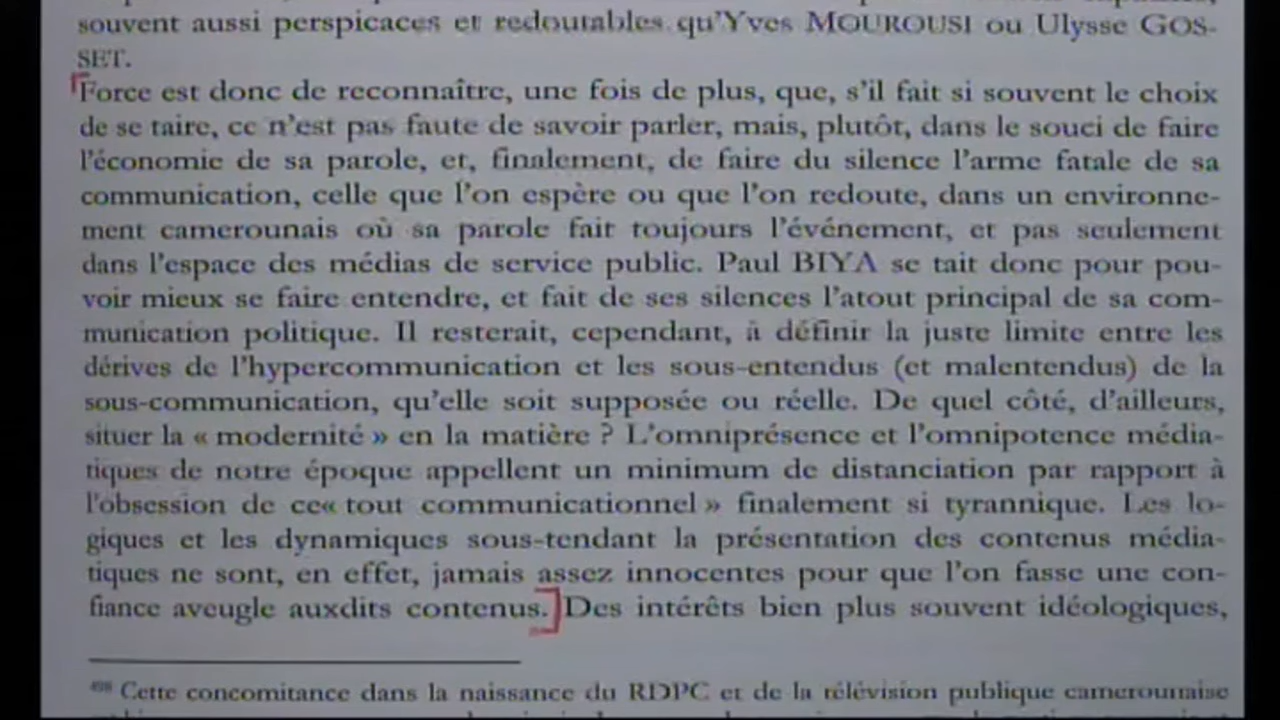 souvent aussi perspicaces et redoutables qu'Yves MOUROUSI ou Ulysse GOS-
SET.
Force est donc de reconnaître, une fois de plus, que, s'il fait si souvent le choix
de se taire, ce n'est pas faute de savoir parler, mais, plutôt, dans le souci de faire
l'économie de sa parole, et, finalement, de faire du silence l'arme fatale de sa
communication, celle que l'on espère ou que l'on redoute, dans un environne-
ment camerounais où sa parole fait toujours l'événement, et pas seulement
dans l'espace des médias de service public. Paul BIYA se tait donc pour pou-
voir mieux se faire entendre, et fait de ses silences l'atout principal de sa com-
munication politique. Il resterait, cependant, à définir la juste limite entre les
dérives de l'hypercommunication et les sous-entendus (et malentendus) de la
sous-communication, qu'elle soit supposée ou réelle. De quel côté, d'ailleurs,
situer la « modernité » en la matière ? L'omniprésence et l'omnipotence média-
tiques de notre époque appellent un minimum de distanciation par rapport à
l'obsession de ce« tout communicationnel » finalement si tyrannique. Les lo-
giques et les dynamiques sous-tendant la présentation des contenus média-
tiques ne sont, en effet, jamais assez innocentes pour que l'on fasse une con-
fiance aveugle auxdits contenus. Des intérêts bien plus souvent idéologiques,
Cette concomitance dans la naissance du RDPC et de la télévision publique camerounaise